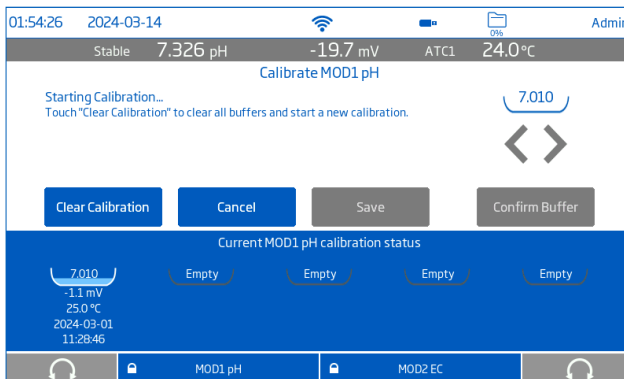 01:54:26 2024-03-14 0% Admin
Stable 7.326 pH -19.7 mV ATC1 24.0°C
Calibrate MOD1 pH
Starting Calibration...
Touch "Clear Calibration" to clear all buffers and start a new calibration.
7.010
Clear Calibration Cancel Save Confirm Buffer
Current MOD1 pH calibration status
7.010 Empty Empty Empty Empty
-1.1 mV
25.0 °C
2024-03-01
11:28:46
MOD1 pH MOD2 EC